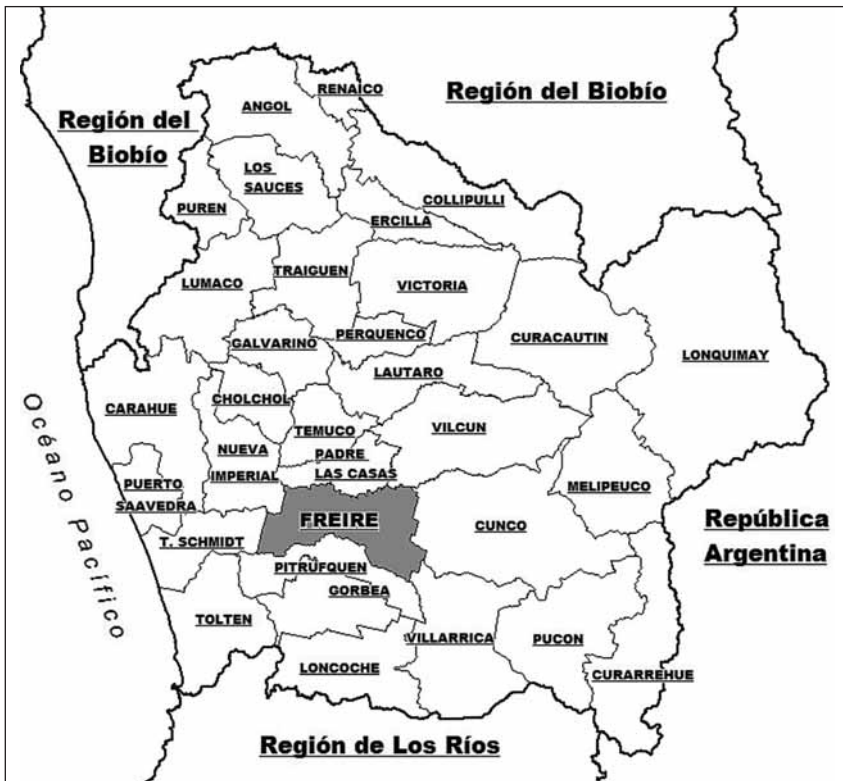 RENAICO
Región del Biobío
ANGOL
Región del
Biobío
LOS
SAUCES
COLLIPULLI
PUREN
ERCILLA
TRAIGUEN
LUMACO
VICTORIA
PERQUENCO
CURACAUTIN
GALVARINO
LONQUIMAY
LAUTARO
CHOLCHOL
CARAHUE
TEMUCO
VILCUN
NUEVA
IMPERIAL
PADRE
LAS CASAS
PUERTO
SAAVEDRA
MELIPEUCO
FREIRE
CUNCO
República
Argentina
T. SCHMIDT
Océano Pacífico
PITRUFQUEN
GORBEA
TOLTEN
VILLARRICA
PUCON
LONCOCHE
CURARREHUE
Región de Los Ríos